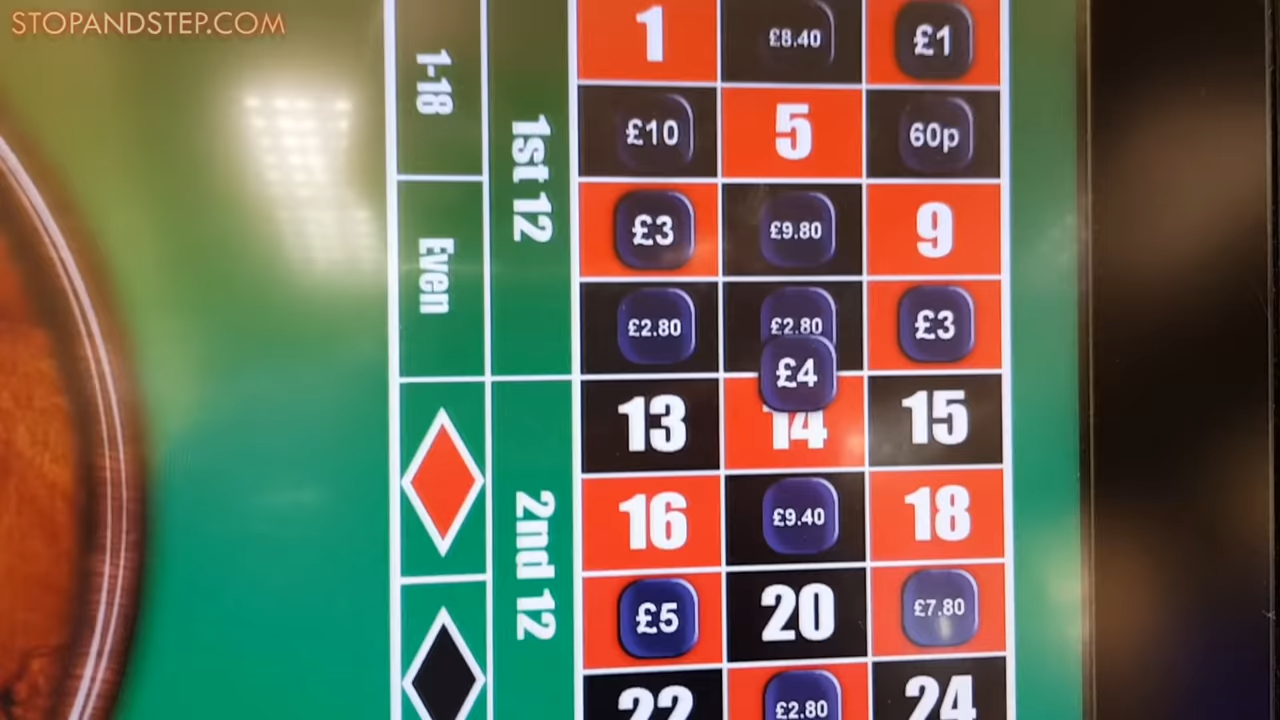 STOPANDSTEP.COM
1-18
Even
1st 12
2nd 12
1 £8.40 £1
£10 5 60p
£3 £9.80 9
£2.80 £2.80 £3
£4
13 14 15
16 £9.40 18
£5 20 £7.80
22 £2.80 24